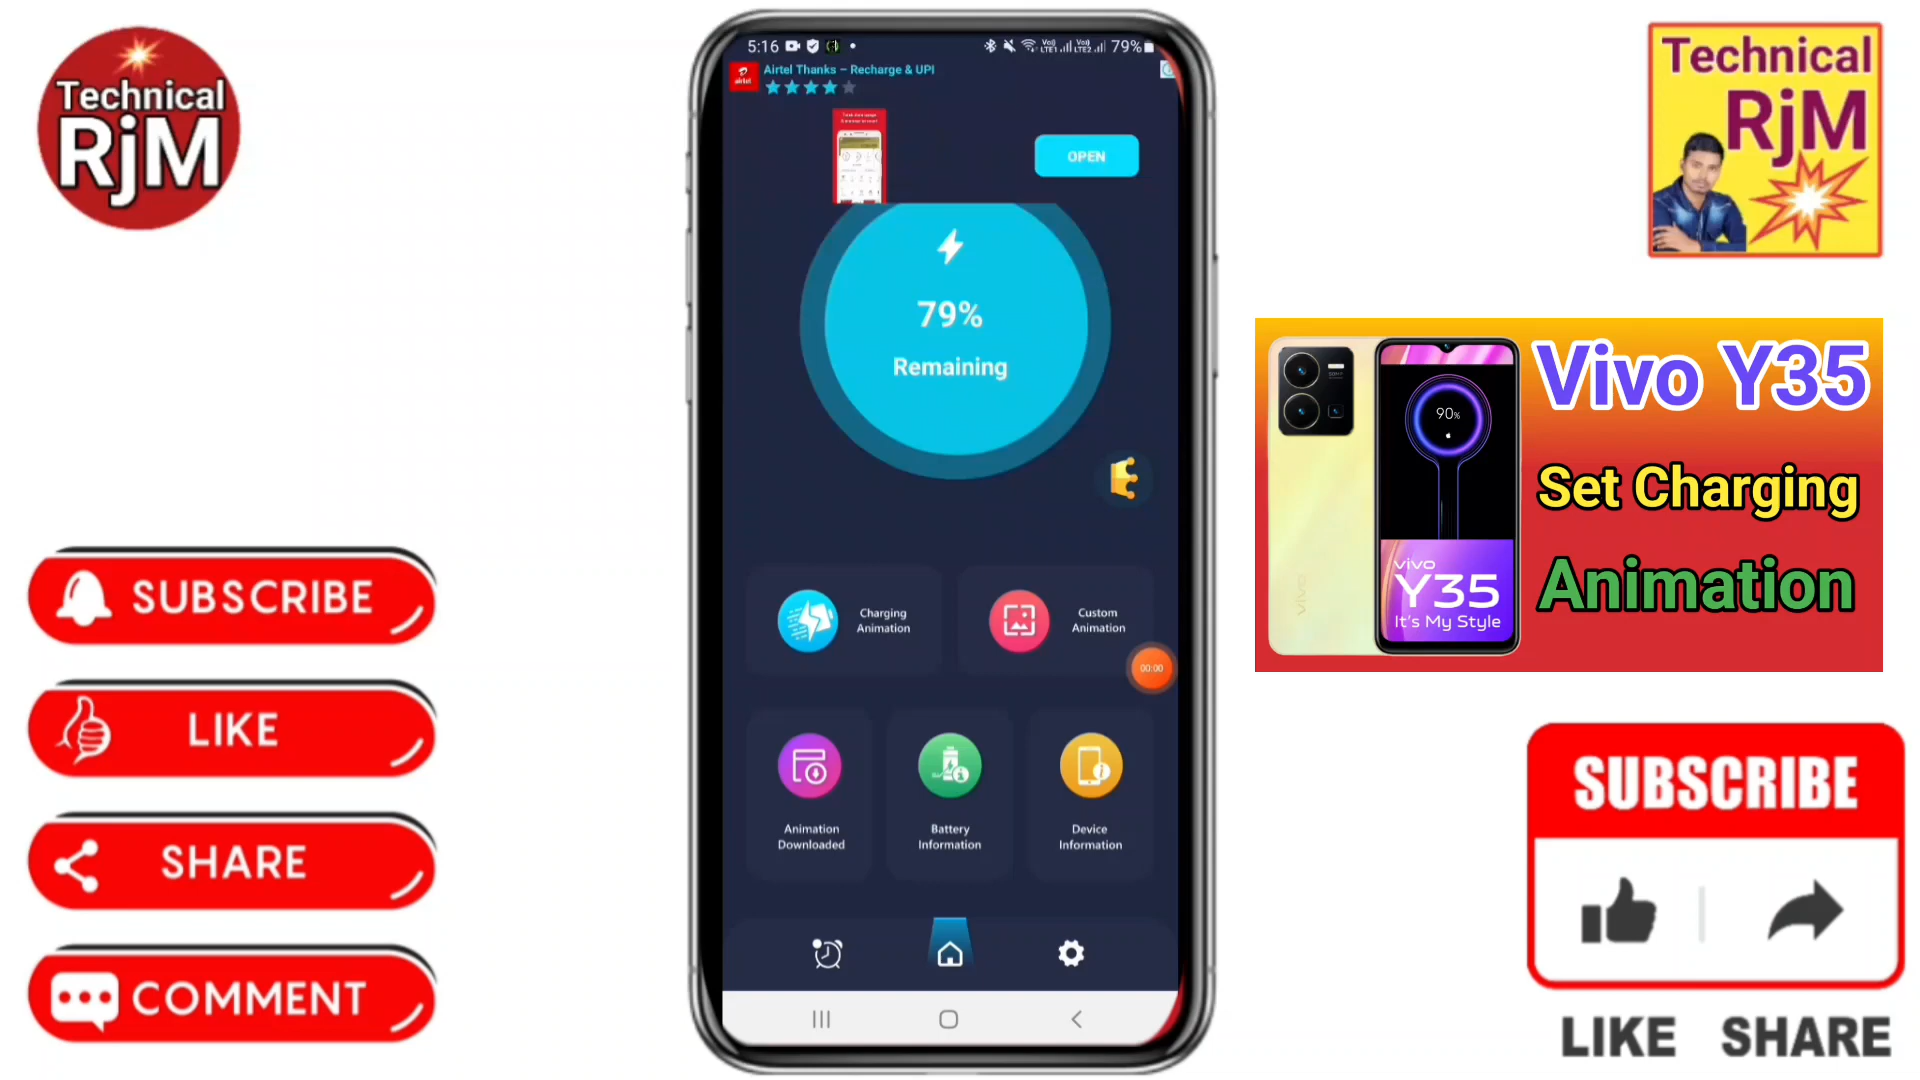 Technical
RjM
SUBSCRIBE
LIKE
SHARE
COMMENT
5:16
79%
airtel
Airtel Thanks – Recharge & UPI
OPEN
79%
Remaining
Charging
Animation
Custom
Animation
00:00
Animation
Downloaded
Battery
Information
Device
Information
Technical
RjM
Vivo Y35
Set Charging
Animation
90%
vivo
vivo
Y35
It's My Style
SUBSCRIBE
LIKE SHARE